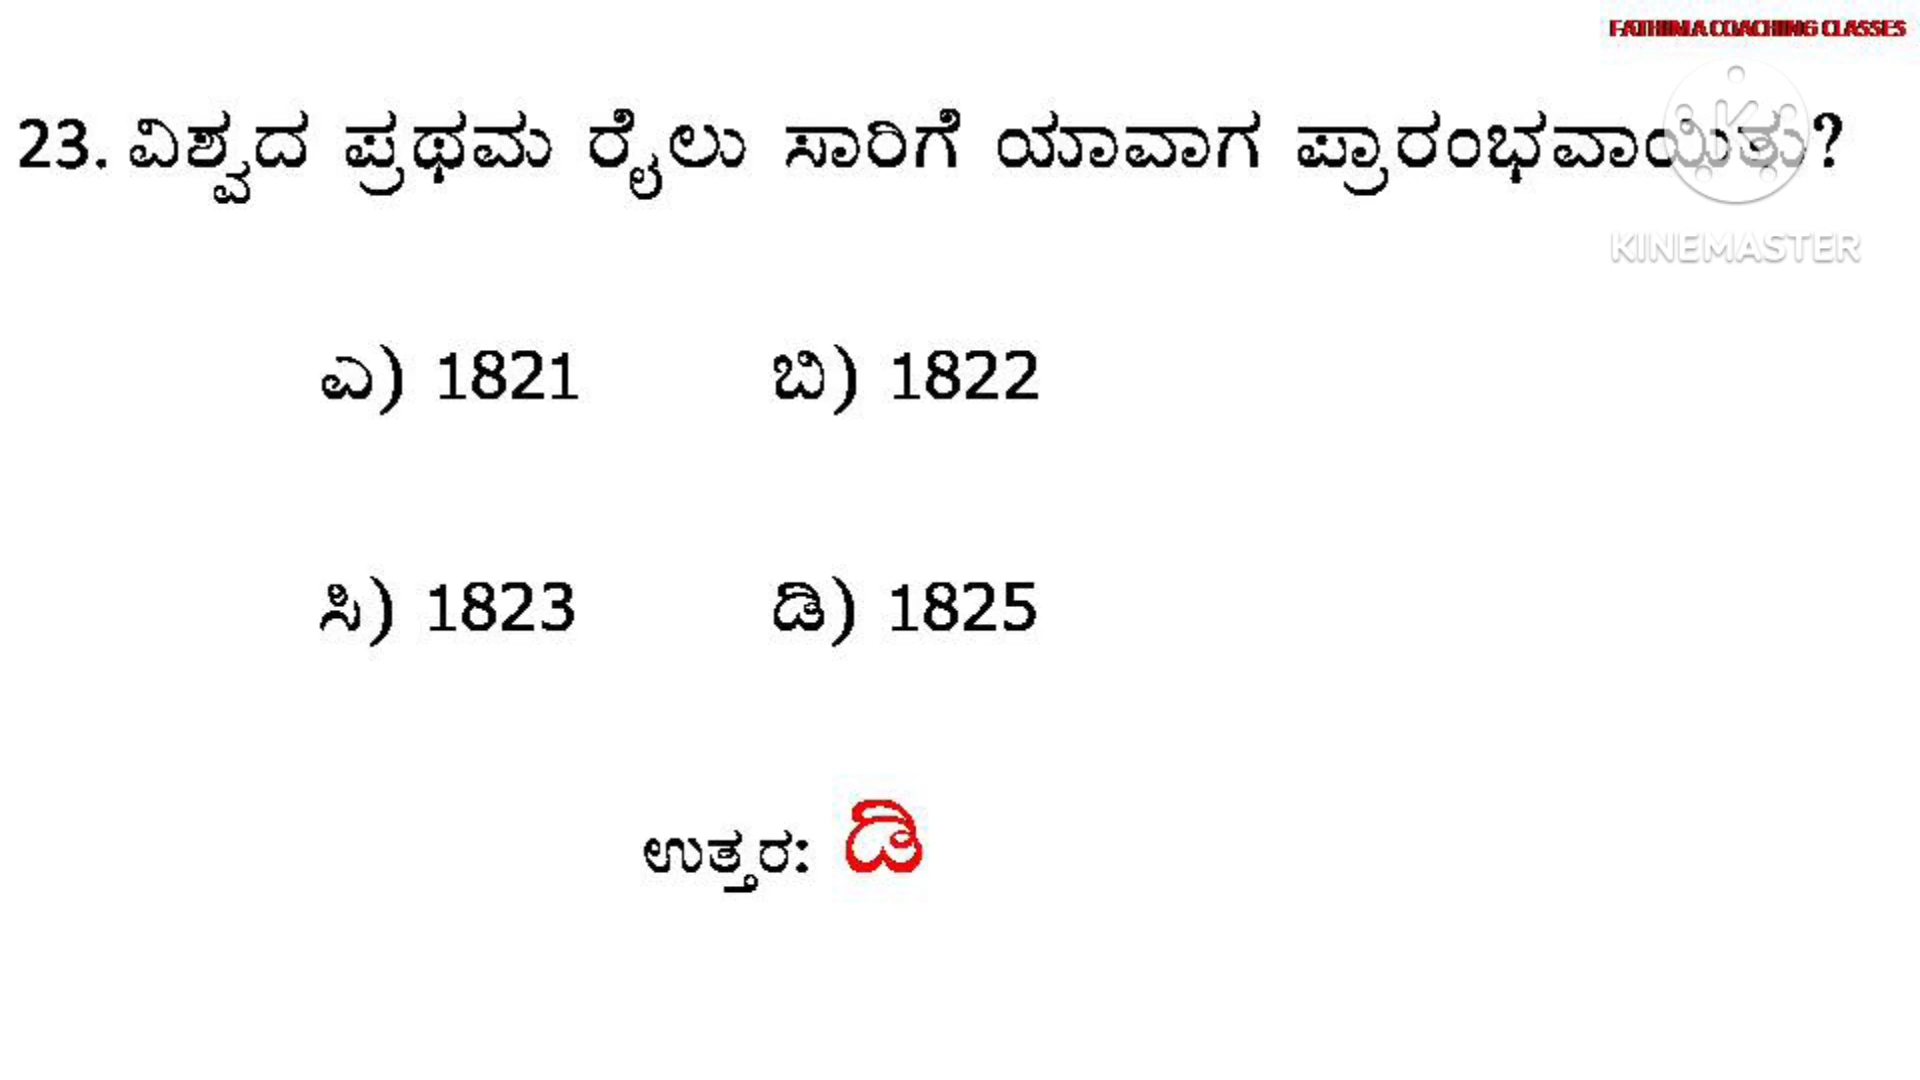 FATHIMA COACHING CLASSES
23. ವಿಶ್ವದ ಪ್ರಥಮ ರೈಲು ಸಾರಿಗೆ ಯಾವಾಗ ಪ್ರಾರಂಭವಾಯಿತು?
KINEMASTER
ಎ) 1821 ಬಿ) 1822
ಸಿ) 1823 ಡಿ) 1825
ಉತ್ತರ: ಡಿ